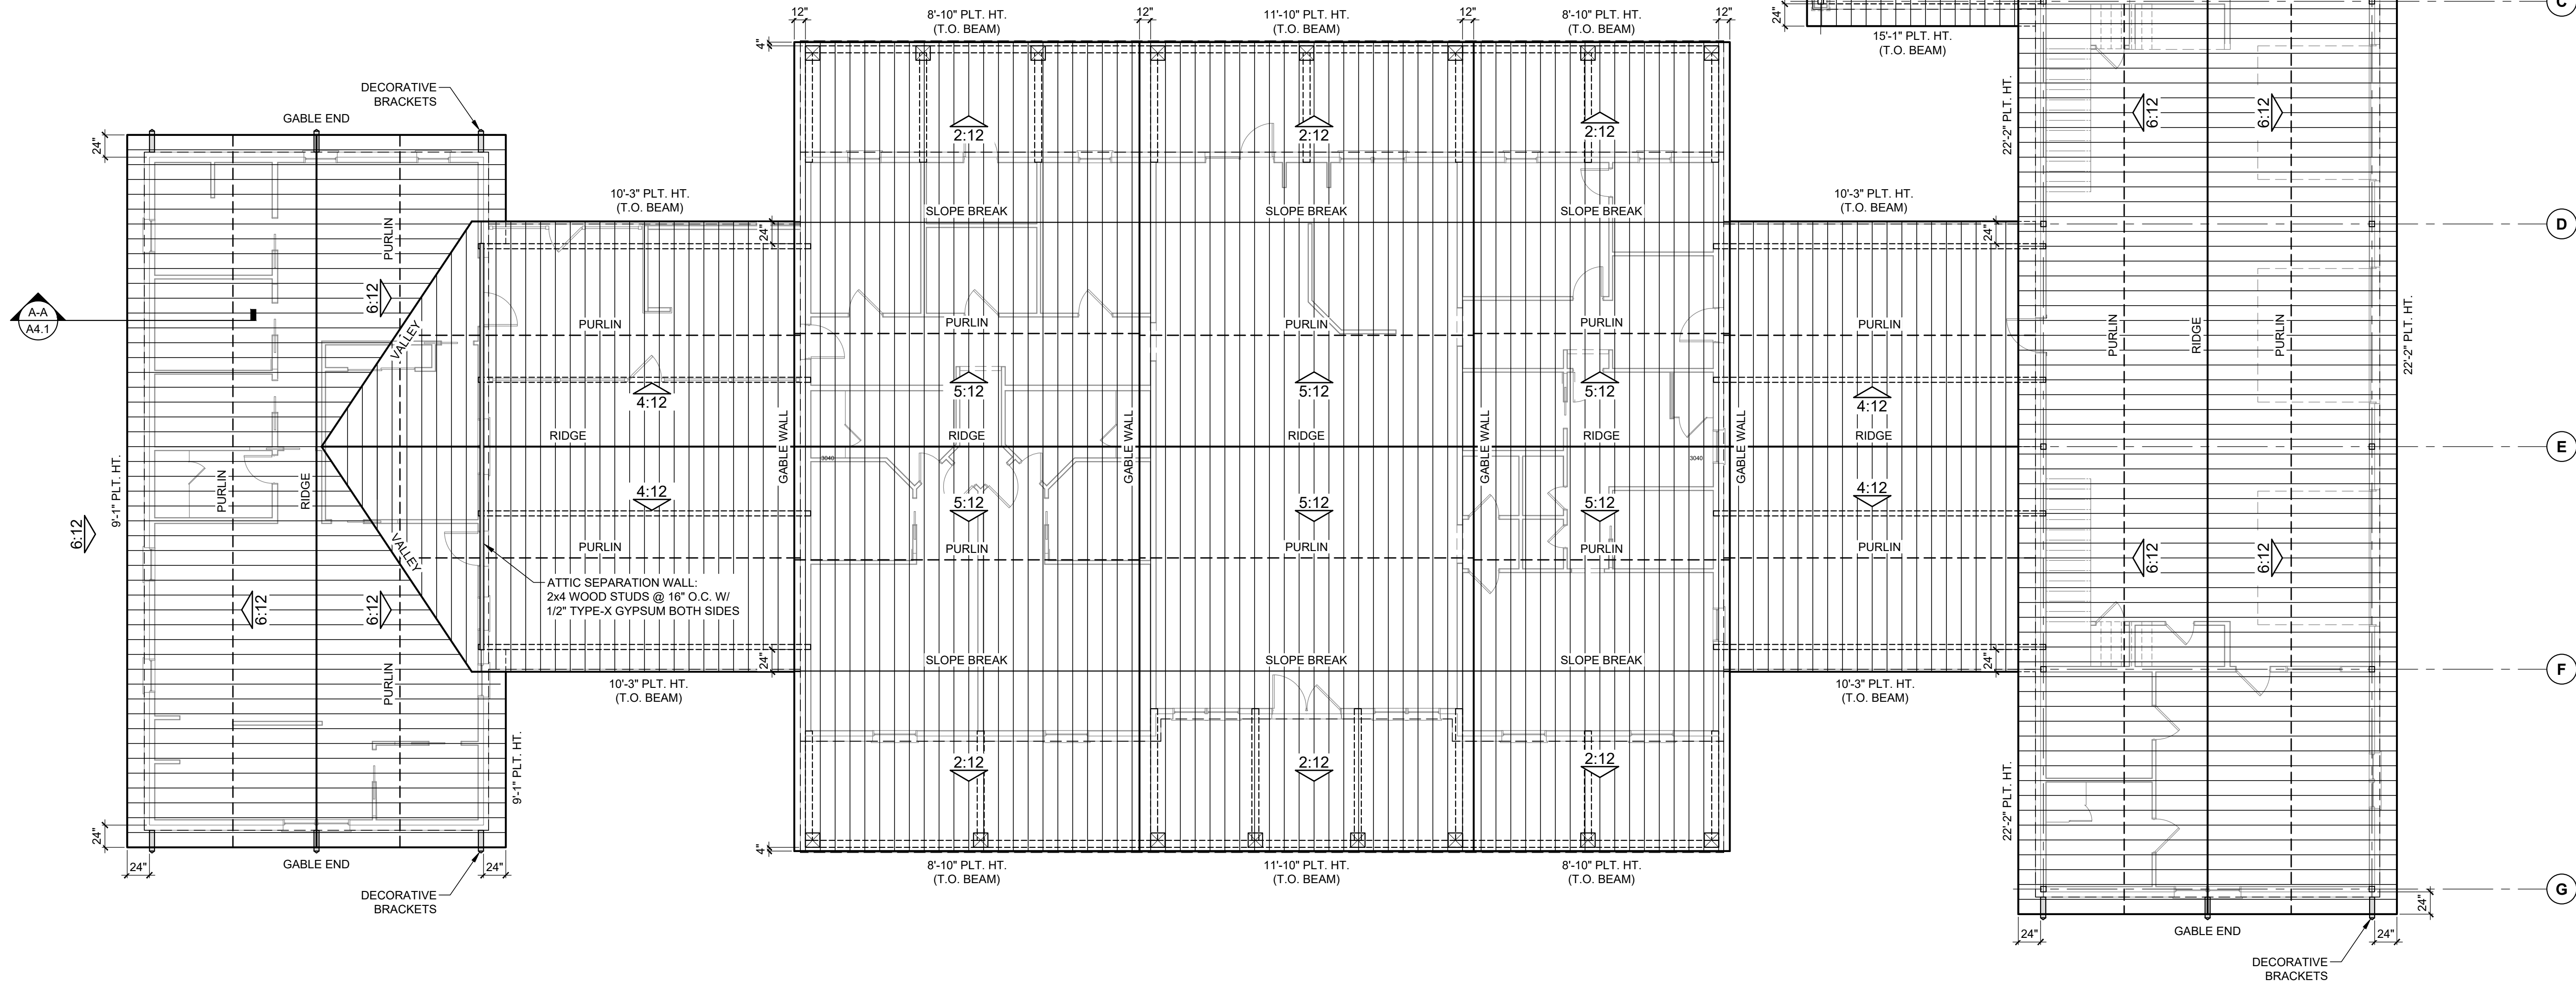 12"
8'-10" PLT. HT.
(T.O. BEAM)
12"
11'-10" PLT. HT.
(T.O. BEAM)
12"
8'-10" PLT. HT.
(T.O. BEAM)
12"
24"
15'-1" PLT. HT.
(T.O. BEAM)
C
4"
DECORATIVE
BRACKETS
GABLE END
24"
2:12
2:12
2:12
22'-2" PLT. HT.
6:12
6:12
10'-3" PLT. HT.
(T.O. BEAM)
10'-3" PLT. HT.
(T.O. BEAM)
PURLIN
SLOPE BREAK
SLOPE BREAK
SLOPE BREAK
24"
24"
D
6:12
A-A
A4.1
VALLEY
PURLIN
PURLIN
PURLIN
PURLIN
PURLIN
PURLIN
RIDGE
PURLIN
22'-2" PLT. HT.
4:12
5:12
5:12
5:12
4:12
RIDGE
GABLE WALL
RIDGE
GABLE WALL
RIDGE
GABLE WALL
RIDGE
GABLE WALL
RIDGE
E
3040
3040
9'-1" PLT. HT.
PURLIN
RIDGE
4:12
5:12
5:12
5:12
4:12
6:12
VALLEY
PURLIN
PURLIN
PURLIN
PURLIN
PURLIN
6:12
6:12
ATTIC SEPARATION WALL:
2x4 WOOD STUDS @ 16" O.C. W/
1/2" TYPE-X GYPSUM BOTH SIDES
6:12
6:12
24"
SLOPE BREAK
SLOPE BREAK
SLOPE BREAK
24"
F
PURLIN
10'-3" PLT. HT.
(T.O. BEAM)
10'-3" PLT. HT.
(T.O. BEAM)
9'-1" PLT. HT.
2:12
2:12
2:12
22'-2" PLT. HT.
24"
4"
GABLE END
24"
24"
8'-10" PLT. HT.
(T.O. BEAM)
11'-10" PLT. HT.
(T.O. BEAM)
8'-10" PLT. HT.
(T.O. BEAM)
DECORATIVE
BRACKETS
G
24"
24"
GABLE END
24"
DECORATIVE
BRACKETS